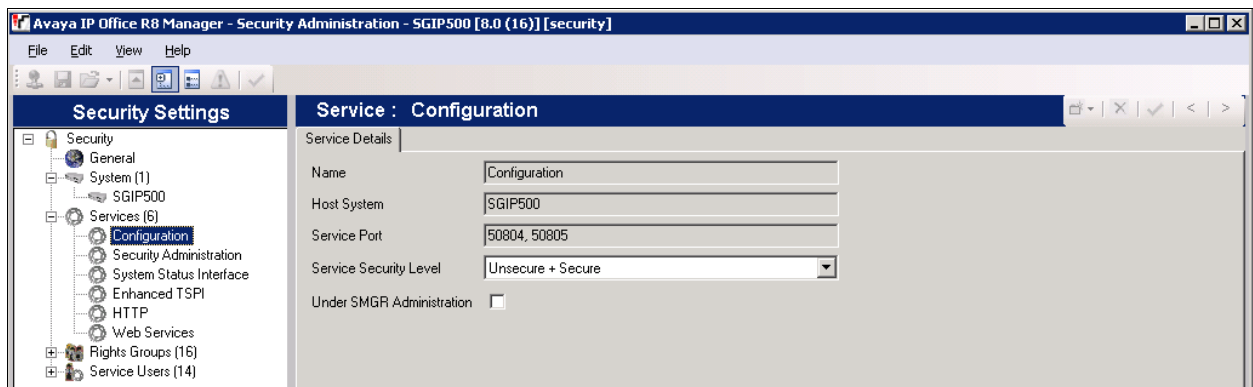 Avaya IP Office R8 Manager - Security Administration - SGIP500 [8.0 (16)] [security]
File Edit View Help
Security Settings
Security
General
System (1)
SGIP500
Services (6)
Configuration
Security Administration
System Status Interface
Enhanced TSPI
HTTP
Web Services
Rights Groups (16)
Service Users (14)
Service : Configuration
Service Details
Name Configuration
Host System SGIP500
Service Port 50804, 50805
Service Security Level Unsecure + Secure
Under SMGR Administration